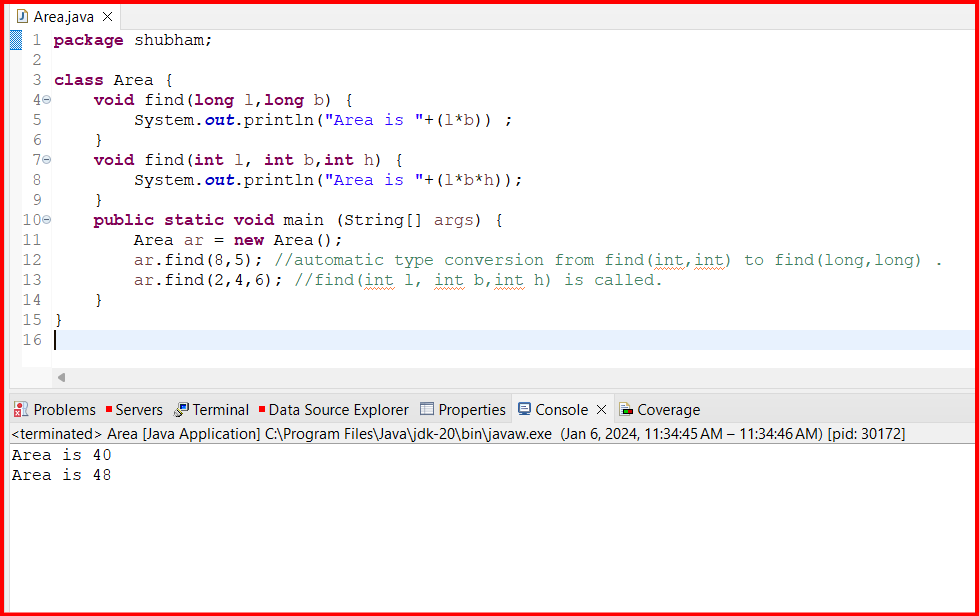 Area.java
1 package shubham;
2
3 class Area {
4 void find(long l,long b) {
5 System.out.println("Area is "+(l*b)) ;
6 }
7 void find(int l, int b,int h) {
8 System.out.println("Area is "+(l*b*h));
9 }
10 public static void main (String[] args) {
11 Area ar = new Area();
12 ar.find(8,5); //automatic type conversion from find(int,int) to find(long,long) .
13 ar.find(2,4,6); //find(int l, int b,int h) is called.
14 }
15 }
16
Problems Servers Terminal Data Source Explorer Properties Console Coverage
<terminated> Area [Java Application] C:\Program Files\Java\jdk-20\bin\javaw.exe (Jan 6, 2024, 11:34:45 AM – 11:34:46 AM) [pid: 30172]
Area is 40
Area is 48